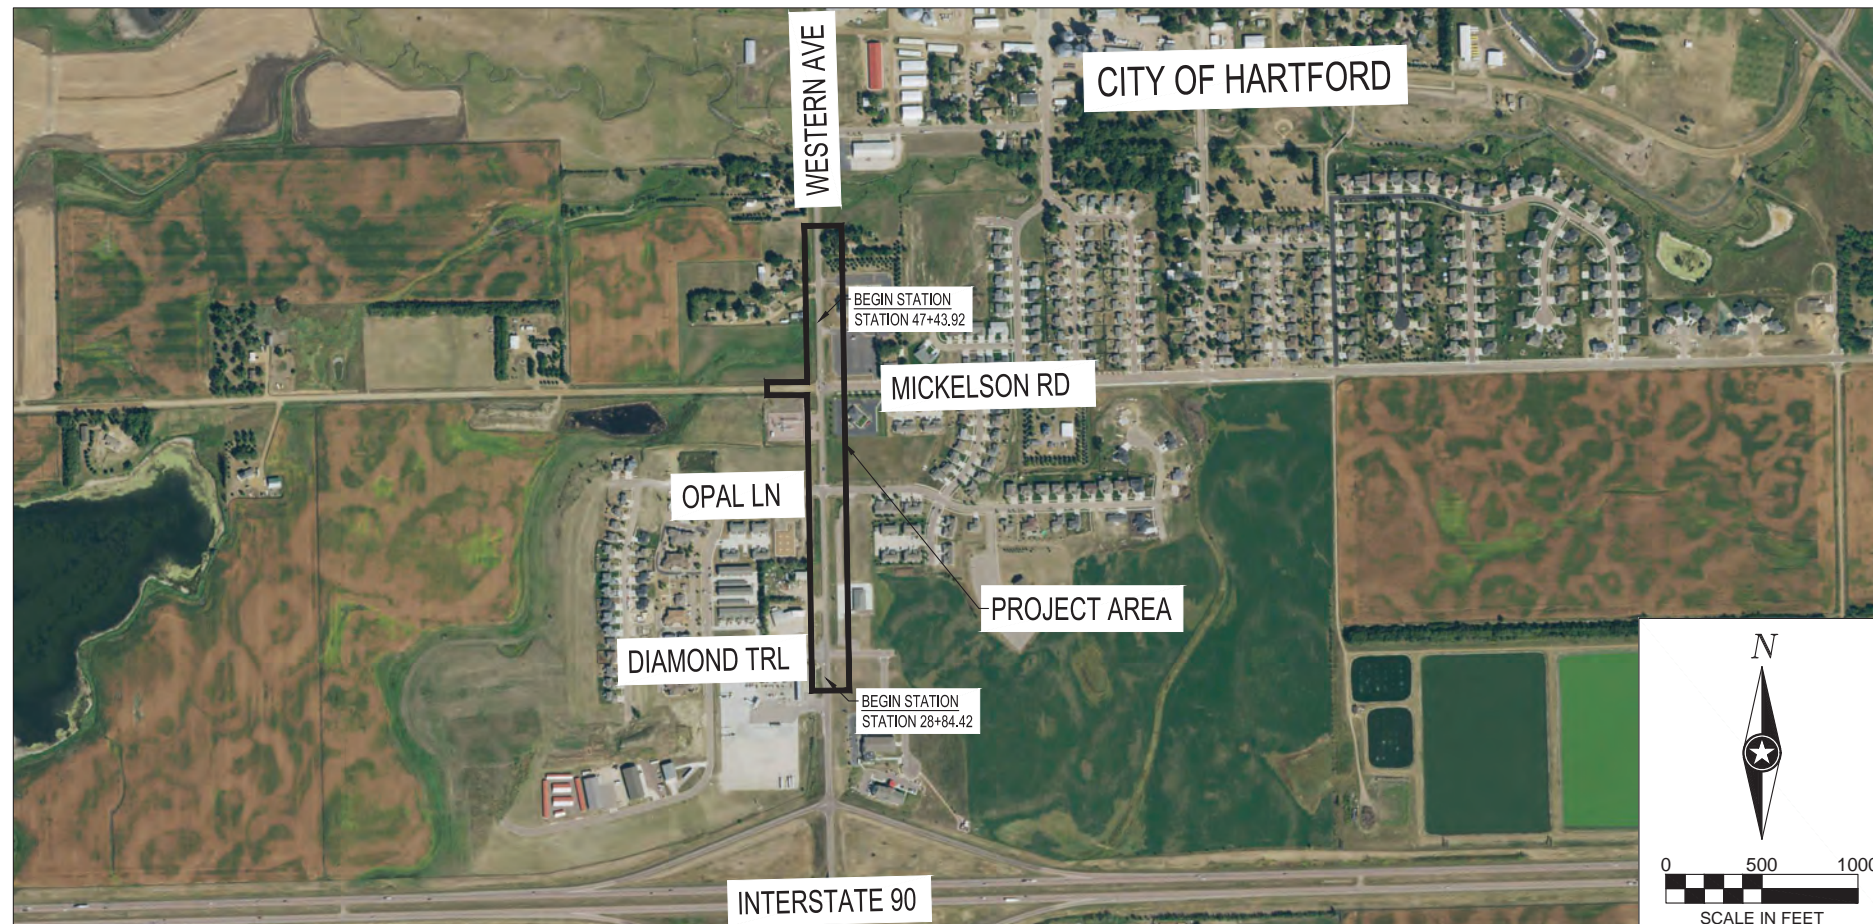 WESTERN AVE
CITY OF HARTFORD
BEGIN STATION
STATION 47+43.92
MICKELSON RD
OPAL LN
PROJECT AREA
DIAMOND TRL
BEGIN STATION
STATION 28+84.42
INTERSTATE 90
N
0 500 1000
SCALE IN FEET